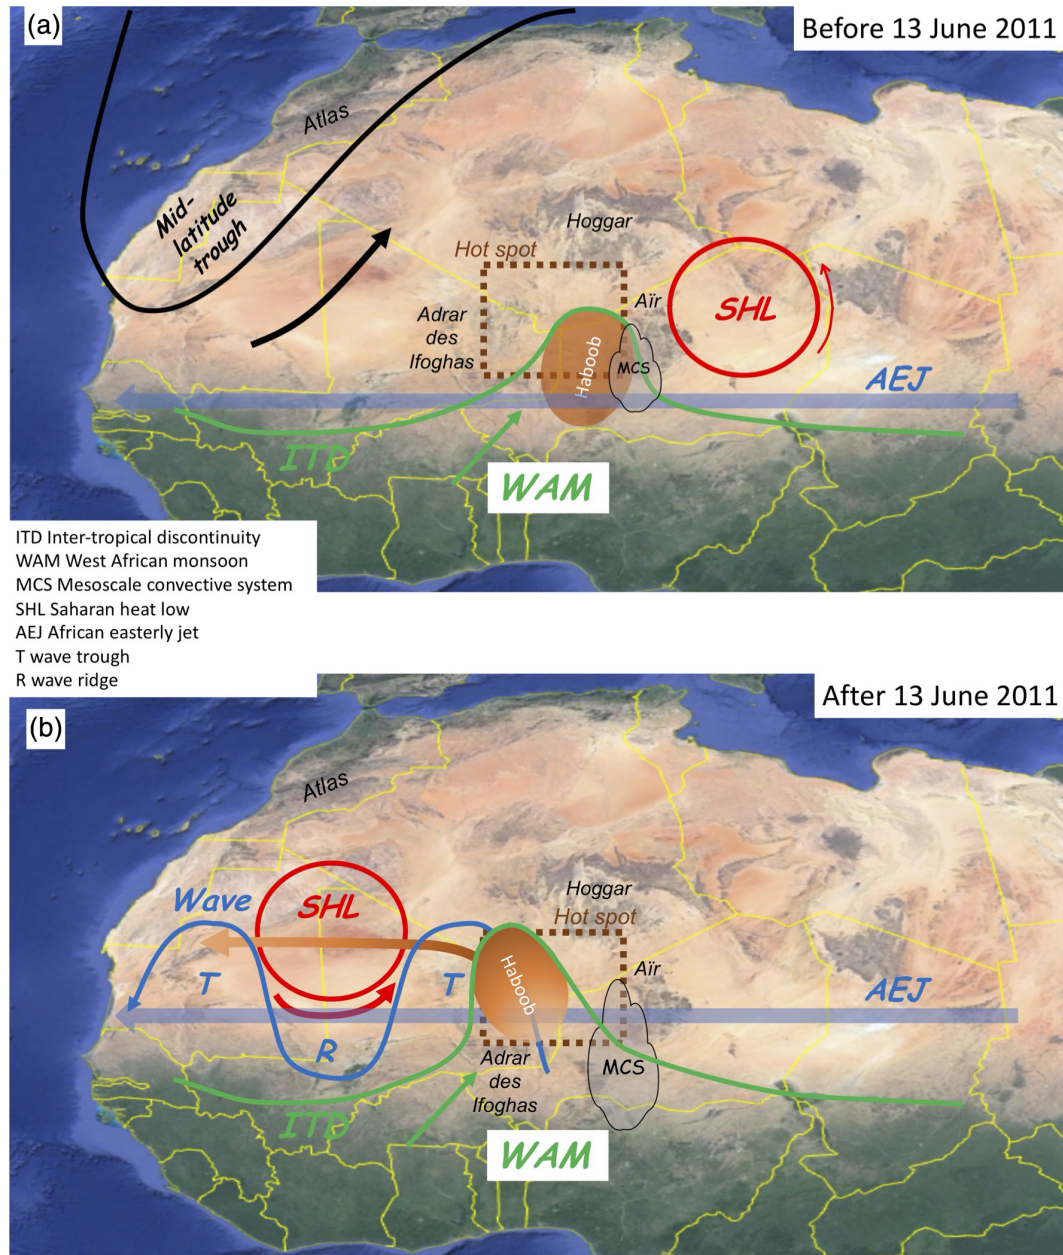 (a)
Before 13 June 2011
Atlas
Mid-
latitude
trough
Hoggar
Hot spot
Aïr
SHL
Adrar
des
Ifoghas
Haboob
MCS
AEJ
ITD
WAM
ITD Inter-tropical discontinuity
WAM West African monsoon
MCS Mesoscale convective system
SHL Saharan heat low
AEJ African easterly jet
T wave trough
R wave ridge
(b)
After 13 June 2011
Atlas
Hoggar
Wave
SHL
Hot spot
Haboob
Aïr
T
T
AEJ
R
Adrar
des
Ifoghas
MCS
ITD
WAM